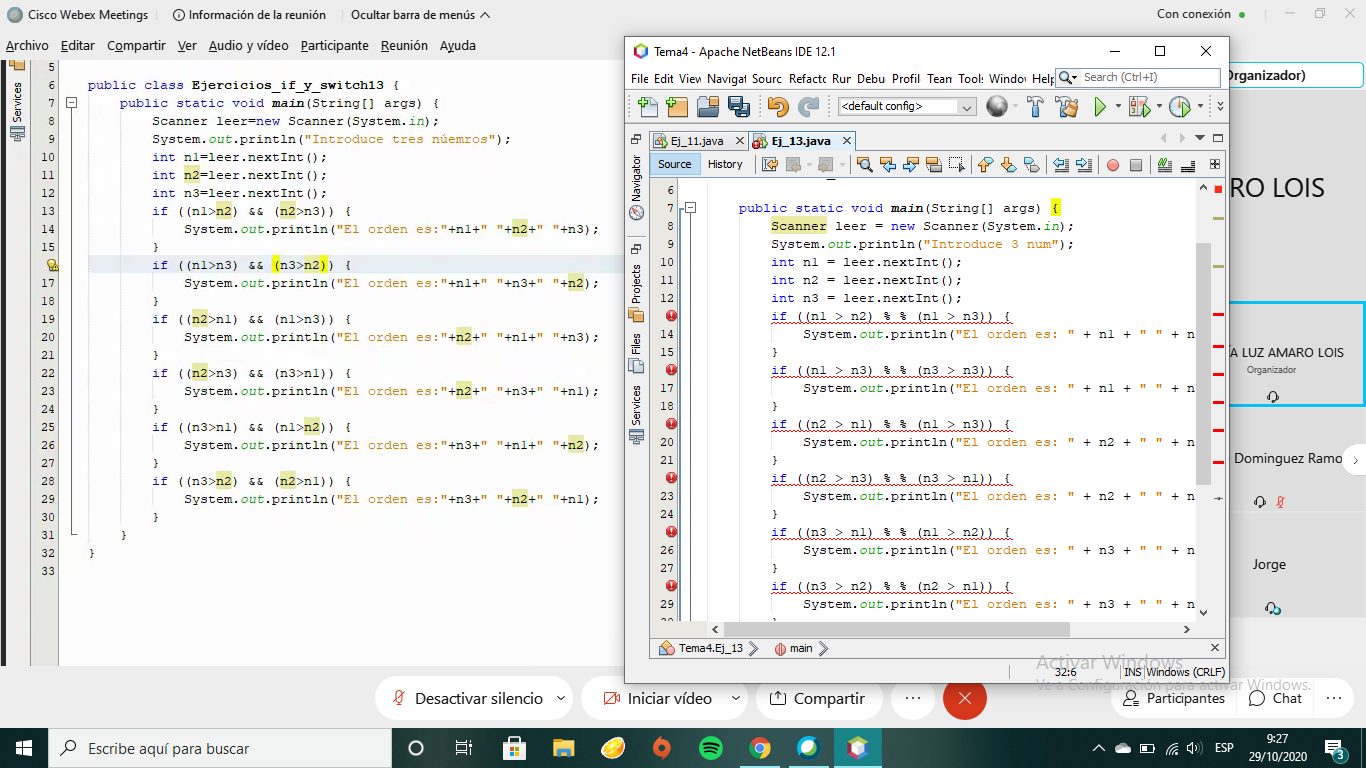 Cisco Webex Meetings
Información de la reunión
Ocultar barra de menús
Con conexión
Archivo Editar Compartir Ver Audio y vídeo Participante Reunión Ayuda
Services
5
6 public class Ejercicios_if_y_switch13 {
7 public static void main(String[] args) {
8 Scanner leer=new Scanner(System.in);
9 System.out.println("Introduce tres núemros");
10 int n1=leer.nextInt();
11 int n2=leer.nextInt();
12 int n3=leer.nextInt();
13 if ((n1>n2) && (n2>n3)) {
14 System.out.println("El orden es:"+n1+" "+n2+" "+n3);
15 }
if ((n1>n3) && (n3>n2)) {
17 System.out.println("El orden es:"+n1+" "+n3+" "+n2);
18 }
19 if ((n2>n1) && (n1>n3)) {
20 System.out.println("El orden es:"+n2+" "+n1+" "+n3);
21 }
22 if ((n2>n3) && (n3>n1)) {
23 System.out.println("El orden es:"+n2+" "+n3+" "+n1);
24 }
25 if ((n3>n1) && (n1>n2)) {
26 System.out.println("El orden es:"+n3+" "+n1+" "+n2);
27 }
28 if ((n3>n2) && (n2>n1)) {
29 System.out.println("El orden es:"+n3+" "+n2+" "+n1);
30 }
31 }
32 }
33
Tema4 - Apache NetBeans IDE 12.1
File Edit View Navigat Sourc Refacto Run Debu Profil Team Tools Windo Help Search (Ctrl+I)
<default config>
Ej_11.java Ej_13.java
Source History
Navigator
Projects
Files
Services
6
7 public static void main(String[] args) {
8 Scanner leer = new Scanner(System.in);
9 System.out.println("Introduce 3 num");
10 int n1 = leer.nextInt();
11 int n2 = leer.nextInt();
12 int n3 = leer.nextInt();
if ((n1 > n2) % % (n1 > n3)) {
14 System.out.println("El orden es: " + n1 + " " + n
15 }
if ((n1 > n3) % % (n3 > n3)) {
17 System.out.println("El orden es: " + n1 + " " + n
18 }
if ((n2 > n1) % % (n1 > n3)) {
20 System.out.println("El orden es: " + n2 + " " + n
21 }
if ((n2 > n3) % % (n3 > n1)) {
23 System.out.println("El orden es: " + n2 + " " + n
24 }
if ((n3 > n1) % % (n1 > n2)) {
26 System.out.println("El orden es: " + n3 + " " + n
27 }
if ((n3 > n2) % % (n2 > n1)) {
29 System.out.println("El orden es: " + n3 + " " + n
Tema4.Ej_13 main
32:6 INS Windows (CRLF)
Organizador)
RO LOIS
A LUZ AMARO LOIS
Organizador
Dominguez Ramo
Jorge
Activar Windows
Ve a Configuración para activar Windows.
Desactivar silencio
Iniciar vídeo
Compartir
Participantes
Chat
Escribe aquí para buscar
ESP
9:27
29/10/2020
3